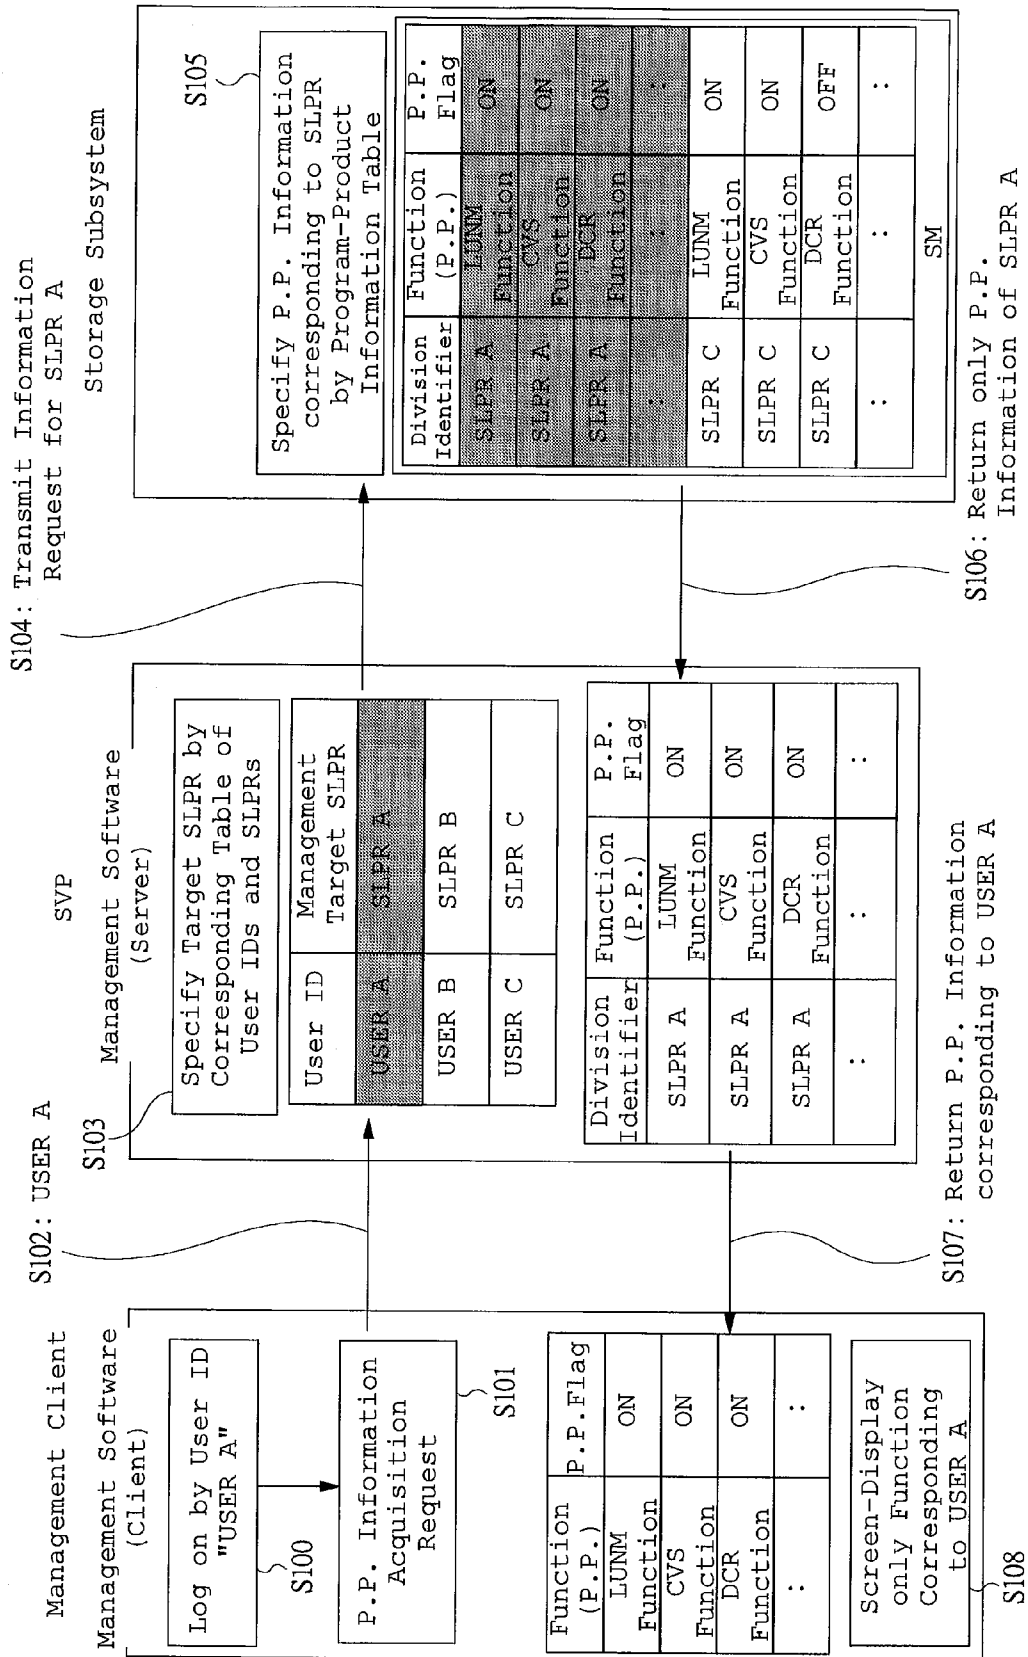 Management Client
Management Software
(Client)
Log on by User ID
"USER A"
S100
P.P. Information
Acquisition
Request
S101
Function
(P.P.)
P.P.Flag
LUNM
Function
ON
CVS
Function
ON
DCR
Function
ON
:
:
Screen-Display
only Function
Corresponding
to USER A
S108
S102: USER A
SVP
Management Software
(Server)
S103
Specify Target SLPR by
Corresponding Table of
User IDs and SLPRs
User ID
Management
Target SLPR
USER A
SLPR A
USER B
SLPR B
USER C
SLPR C
Division
Identifier
Function
(P.P.)
P.P.
Flag
SLPR A
LUNM
Function
ON
SLPR A
CVS
Function
ON
SLPR A
DCR
Function
ON
:
:
:
S107: Return P.P. Information
corresponding to USER A
S104: Transmit Information
Request for SLPR A
Storage Subsystem
S105
Specify P.P. Information
corresponding to SLPR
by Program-Product
Information Table
Division
Identifier
Function
(P.P.)
P.P.
Flag
SLPR A
LUNM
Function
ON
SLPR A
CVS
Function
ON
SLPR A
DCR
Function
ON
:
:
:
SLPR C
LUNM
Function
ON
SLPR C
CVS
Function
ON
SLPR C
DCR
Function
OFF
:
:
:
SM
S106: Return only P.P.
Information of SLPR A